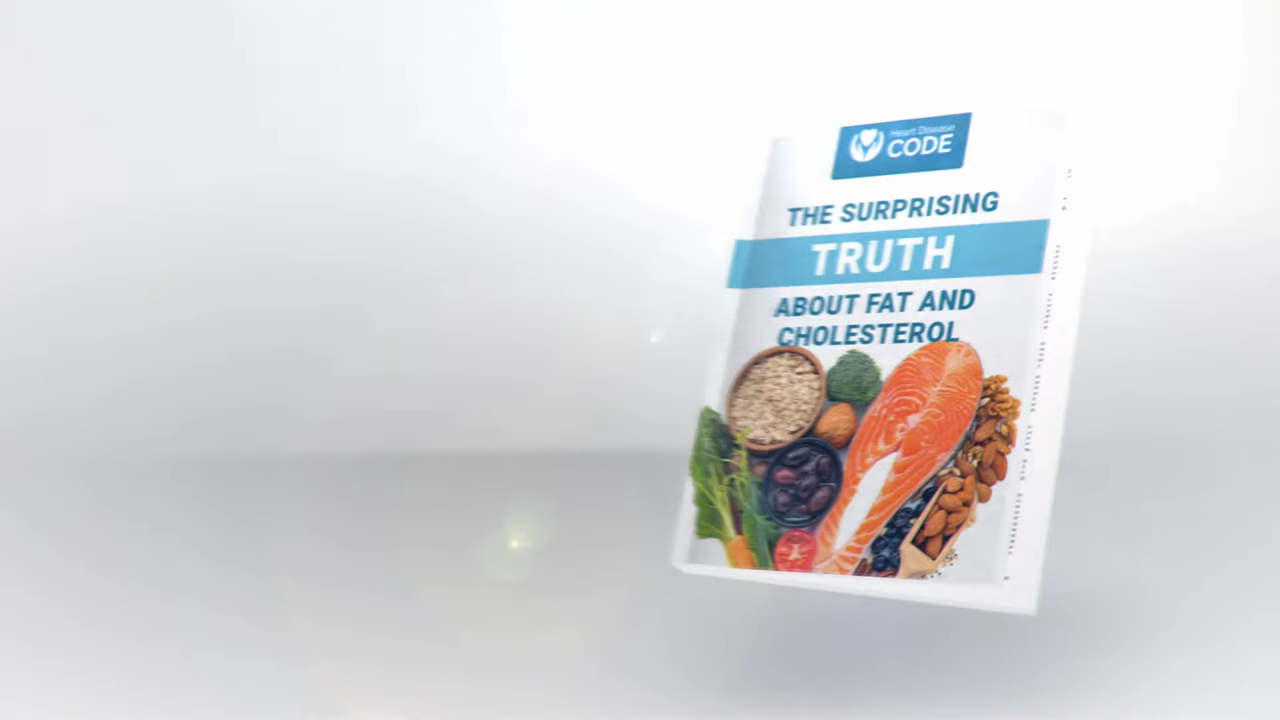 Heart Disease
CODE
THE SURPRISING
TRUTH
ABOUT FAT AND
CHOLESTEROL